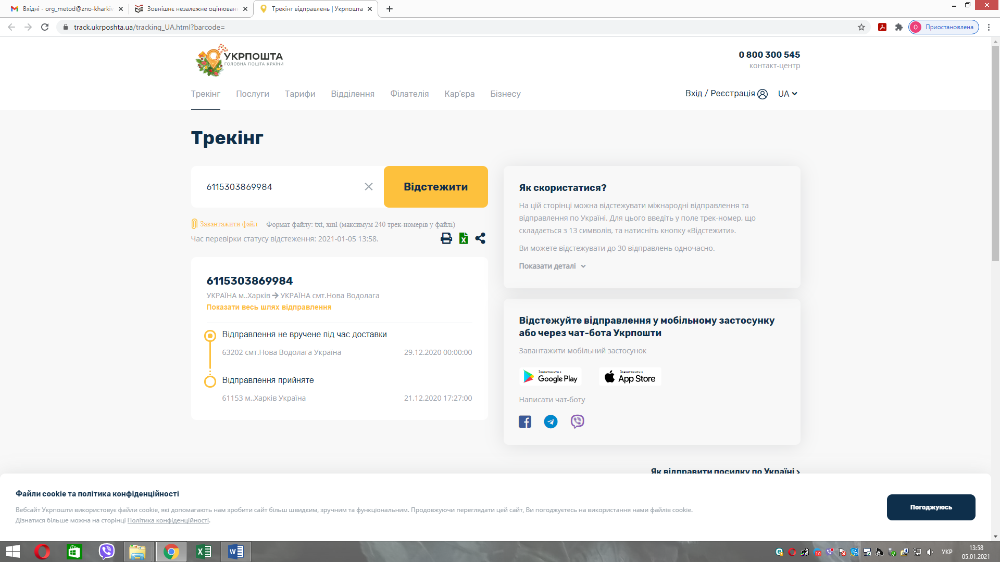 Вхідні - org_metod@zno-kharkiv
Зовнішнє незалежне оцінюван
Трекінг відправлень | Укрпошта
track.ukrposhta.ua/tracking_UA.html?barcode=
О Приостановлена
УКРПОШТА
ГОЛОВНА ПОШТА КРАЇНИ
0 800 300 545
контакт-центр
Трекінг Послуги Тарифи Відділення Філателія Кар'єра Бізнесу
Вхід / Реєстрація UA
Трекінг
6115303869984
Відстежити
Завантажити файл Формат файлу: txt, xml (максимум 240 трек-номерів у файлі)
Час перевірки статусу відстеження: 2021-01-05 13:58.
6115303869984
УКРАЇНА м..Харків → УКРАЇНА смт.Нова Водолага
Показати весь шлях відправлення
Відправлення не вручене під час доставки
63202 смт.Нова Водолага Україна 29.12.2020 00:00:00
Відправлення прийняте
61153 м..Харків Україна 21.12.2020 17:27:00
Як скористатися?
На цій сторінці можна відстежувати міжнародні відправлення та
відправлення по Україні. Для цього введіть у поле трек-номер, що
складається з 13 символів, та натисніть кнопку «Відстежити».
Ви можете відстежувати до 30 відправлень одночасно.
Показати деталі
Відстежуйте відправлення у мобільному застосунку
або через чат-бота Укрпошти
Завантажити мобільний застосунок
Завантажити з
Google Play
Завантажити з
App Store
Написати чат-боту
Як відправити посилку по Україні ›
Файли cookie та політика конфіденційності
Вебсайт Укрпошти використовує файли cookie, які допомагають нам зробити сайт більш швидким, зручним та функціональним. Продовжуючи переглядати цей сайт, Ви погоджуєтесь на використання нами файлів cookie.
Дізнатися більше можна на сторінці Політика конфіденційності.
Погоджуюсь
10
УКР
13:58
05.01.2021